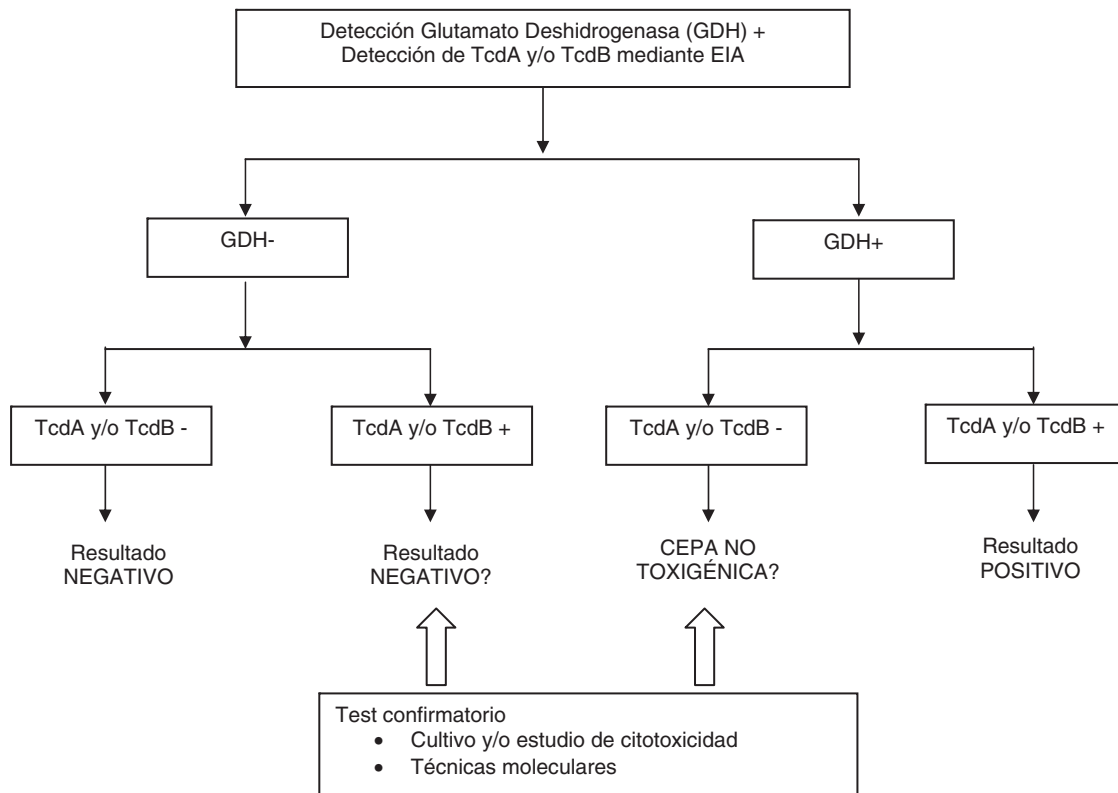 Detección Glutamato Deshidrogenasa (GDH) +
Detección de TcdA y/o TcdB mediante EIA
GDH-
GDH+
TcdA y/o TcdB -
TcdA y/o TcdB +
TcdA y/o TcdB -
TcdA y/o TcdB +
Resultado
NEGATIVO
Resultado
NEGATIVO?
CEPA NO
TOXIGÉNICA?
Resultado
POSITIVO
Test confirmatorio
• Cultivo y/o estudio de citotoxicidad
• Técnicas moleculares